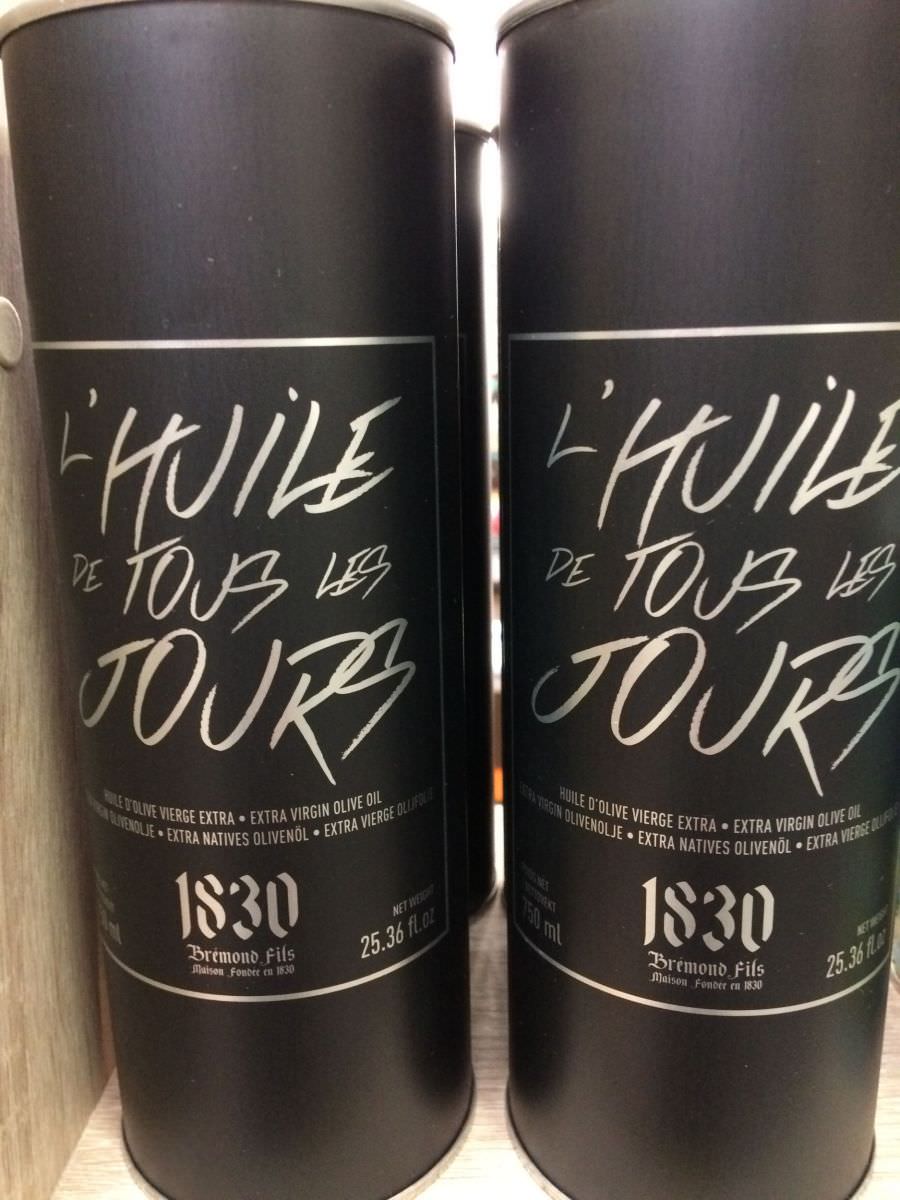 L'HUiLE
DE TOUS LES
JOURS
HUILE D'OLIVE VIERGE EXTRA • EXTRA VIRGIN OLIVE OIL
OLIVENOLJE • EXTRA NATIVES OLIVENÖL • EXTRA VIERGE OLIJFOLIE
1830
Brémond Fils
Maison Fondée en 1830
NET WEIGHT
25.36 fl.oz
L'HUiLE
DE TOUS LES
JOURS
HUILE D'OLIVE VIERGE EXTRA • EXTRA VIRGIN OLIVE OIL
EXTRA VIRGIN OLIVENOLJE • EXTRA NATIVES OLIVENÖL • EXTRA VIERGE
NET
750 ml
1830
Brémond Fils
Maison Fondée en 1830
NET WEIGHT
25.36 fl.oz